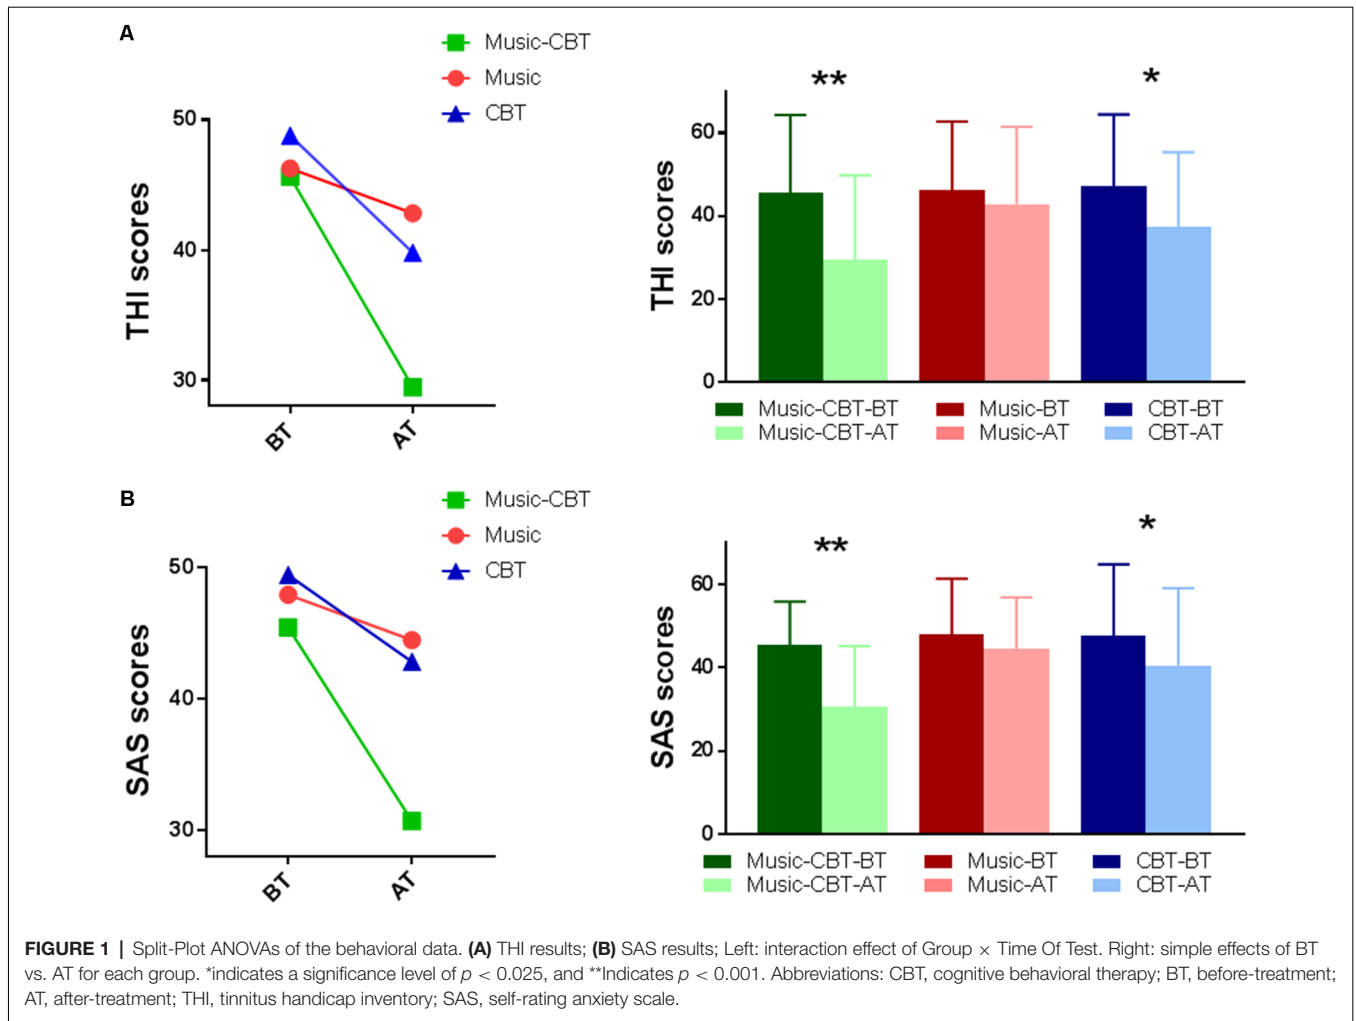 A
Music-CBT
Music
CBT
50
40
30
THI scores
BT
AT
**
*
60
40
20
0
THI scores
Music-CBT-BT
Music-BT
CBT-BT
Music-CBT-AT
Music-AT
CBT-AT
B
Music-CBT
Music
CBT
50
40
30
SAS scores
BT
AT
**
*
60
40
20
0
SAS scores
Music-CBT-BT
Music-BT
CBT-BT
Music-CBT-AT
Music-AT
CBT-AT
FIGURE 1 | Split-Plot ANOVAs of the behavioral data. (A) THI results; (B) SAS results; Left: interaction effect of Group × Time Of Test. Right: simple effects of BT
vs. AT for each group. *indicates a significance level of p < 0.025, and **Indicates p < 0.001. Abbreviations: CBT, cognitive behavioral therapy; BT, before-treatment;
AT, after-treatment; THI, tinnitus handicap inventory; SAS, self-rating anxiety scale.